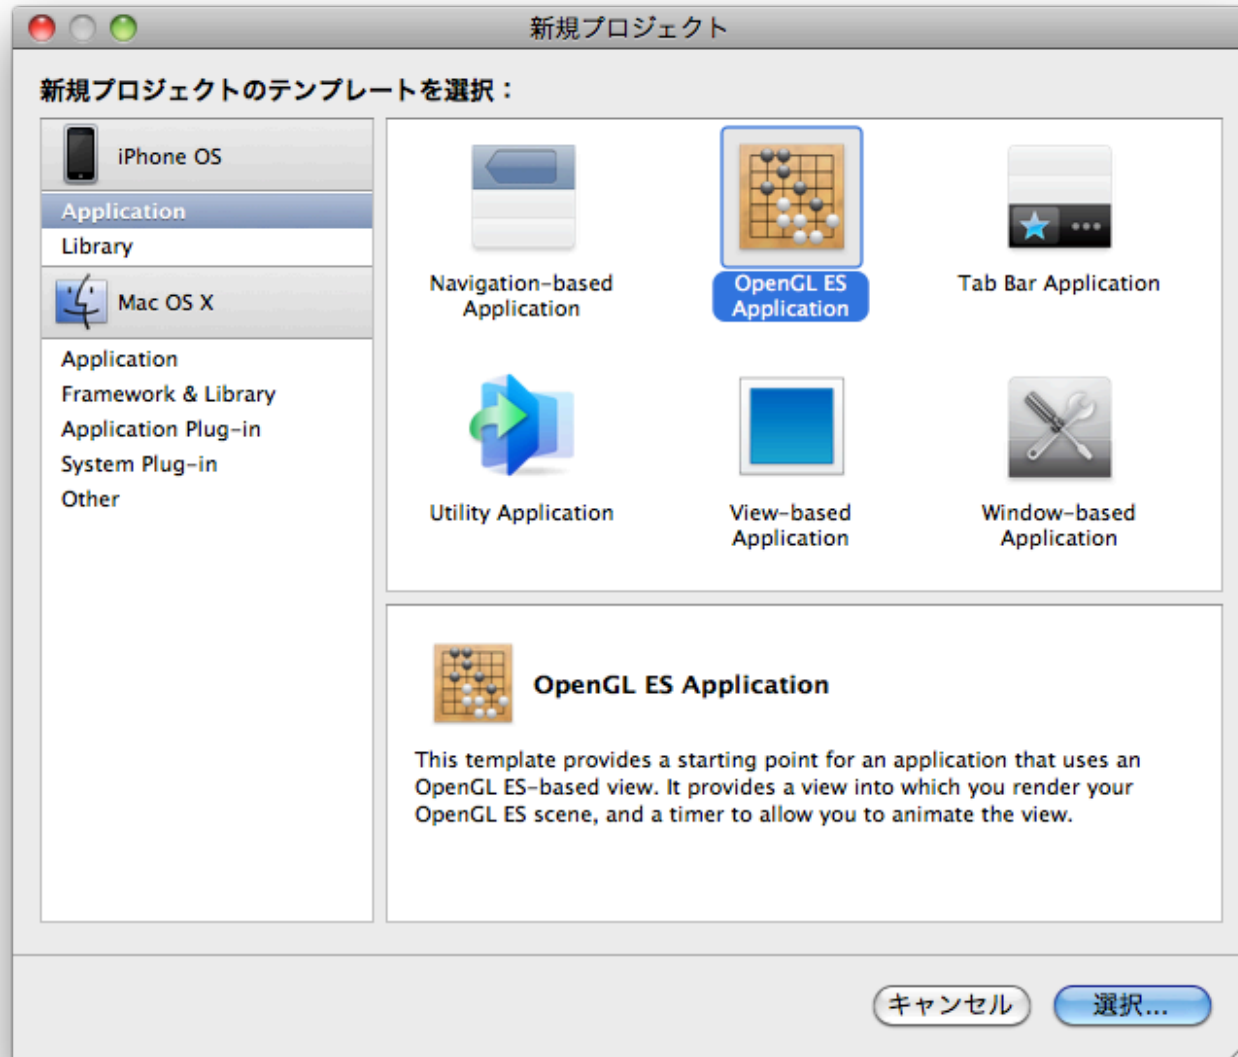 新規プロジェクト
新規プロジェクトのテンプレートを選択：
iPhone OS
Application
Library
Mac OS X
Application
Framework & Library
Application Plug-in
System Plug-in
Other
Navigation-based
Application
OpenGL ES
Application
Tab Bar Application
Utility Application
View-based
Application
Window-based
Application
OpenGL ES Application
This template provides a starting point for an application that uses an
OpenGL ES-based view. It provides a view into which you render your
OpenGL ES scene, and a timer to allow you to animate the view.
キャンセル
選択...